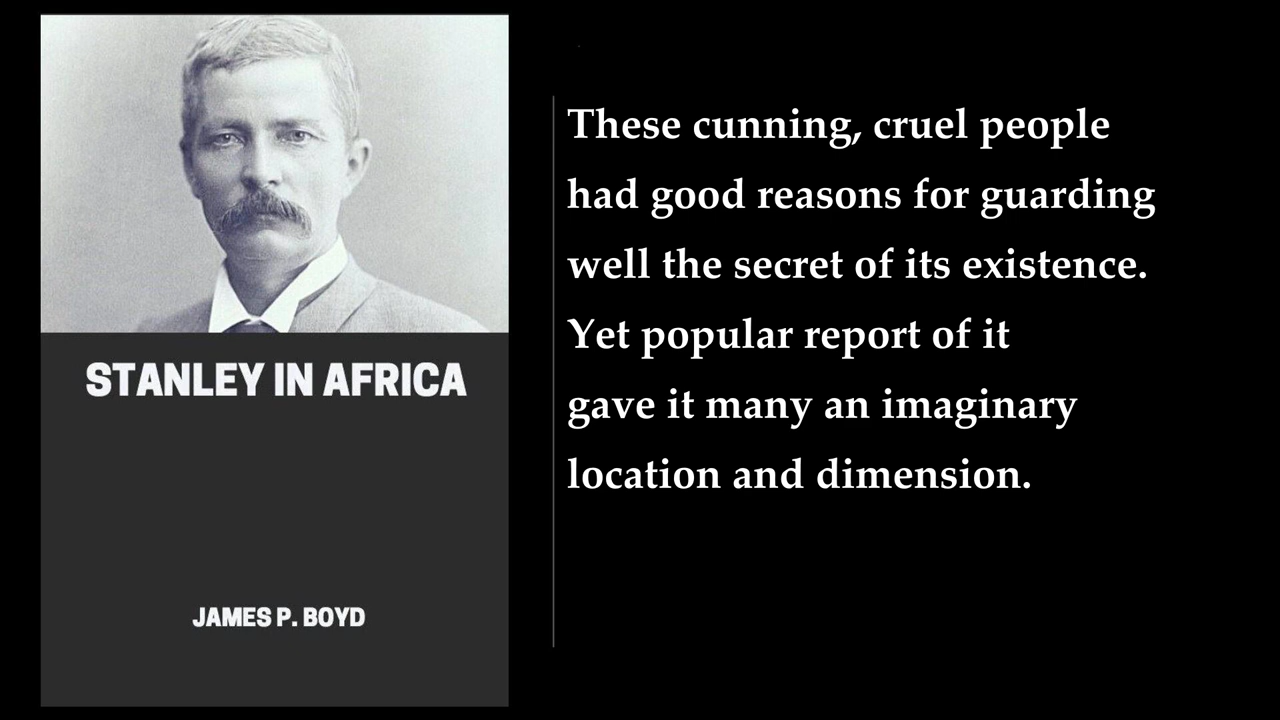 STANLEY IN AFRICA
JAMES P. BOYD
These cunning, cruel people
had good reasons for guarding
well the secret of its existence.
Yet popular report of it
gave it many an imaginary
location and dimension.